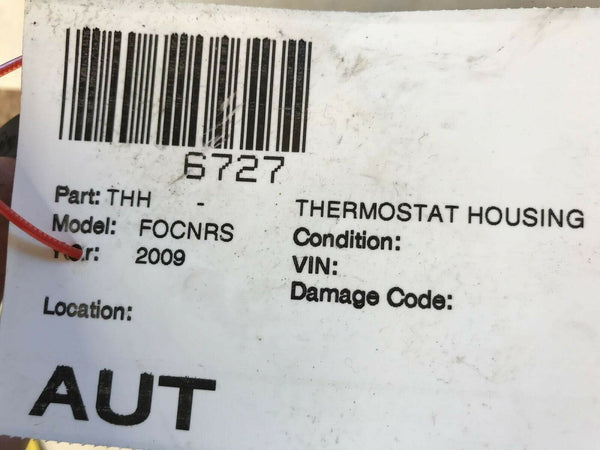 6727
Part: THH - THERMOSTAT HOUSING
Model: FOCNRS Condition:
2009 VIN:
Damage Code:
Location:
AUT